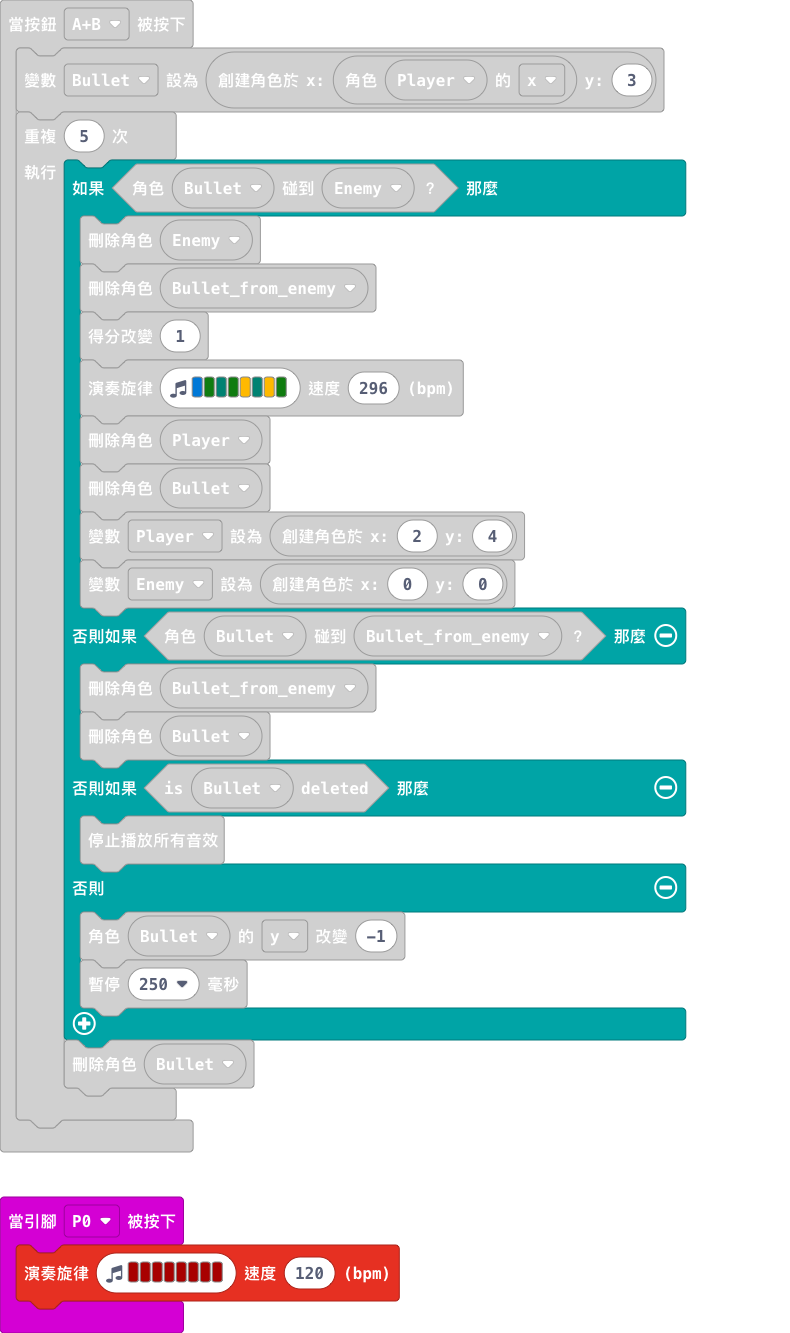 當按鈕 A+B 被按下
變數 Bullet 設為 創建角色於 x: 角色 Player 的 x y: 3
重複 5 次
執行
如果 角色 Bullet 碰到 Enemy ? 那麼
刪除角色 Enemy
刪除角色 Bullet_from_enemy
得分改變 1
演奏旋律 速度 296 (bpm)
刪除角色 Player
刪除角色 Bullet
變數 Player 設為 創建角色於 x: 2 y: 4
變數 Enemy 設為 創建角色於 x: 0 y: 0
否則如果 角色 Bullet 碰到 Bullet_from_enemy ? 那麼
刪除角色 Bullet_from_enemy
刪除角色 Bullet
否則如果 is Bullet deleted 那麼
停止播放所有音效
否則
角色 Bullet 的 y 改變 -1
暫停 250 毫秒
刪除角色 Bullet
當引腳 P0 被按下
演奏旋律 速度 120 (bpm)